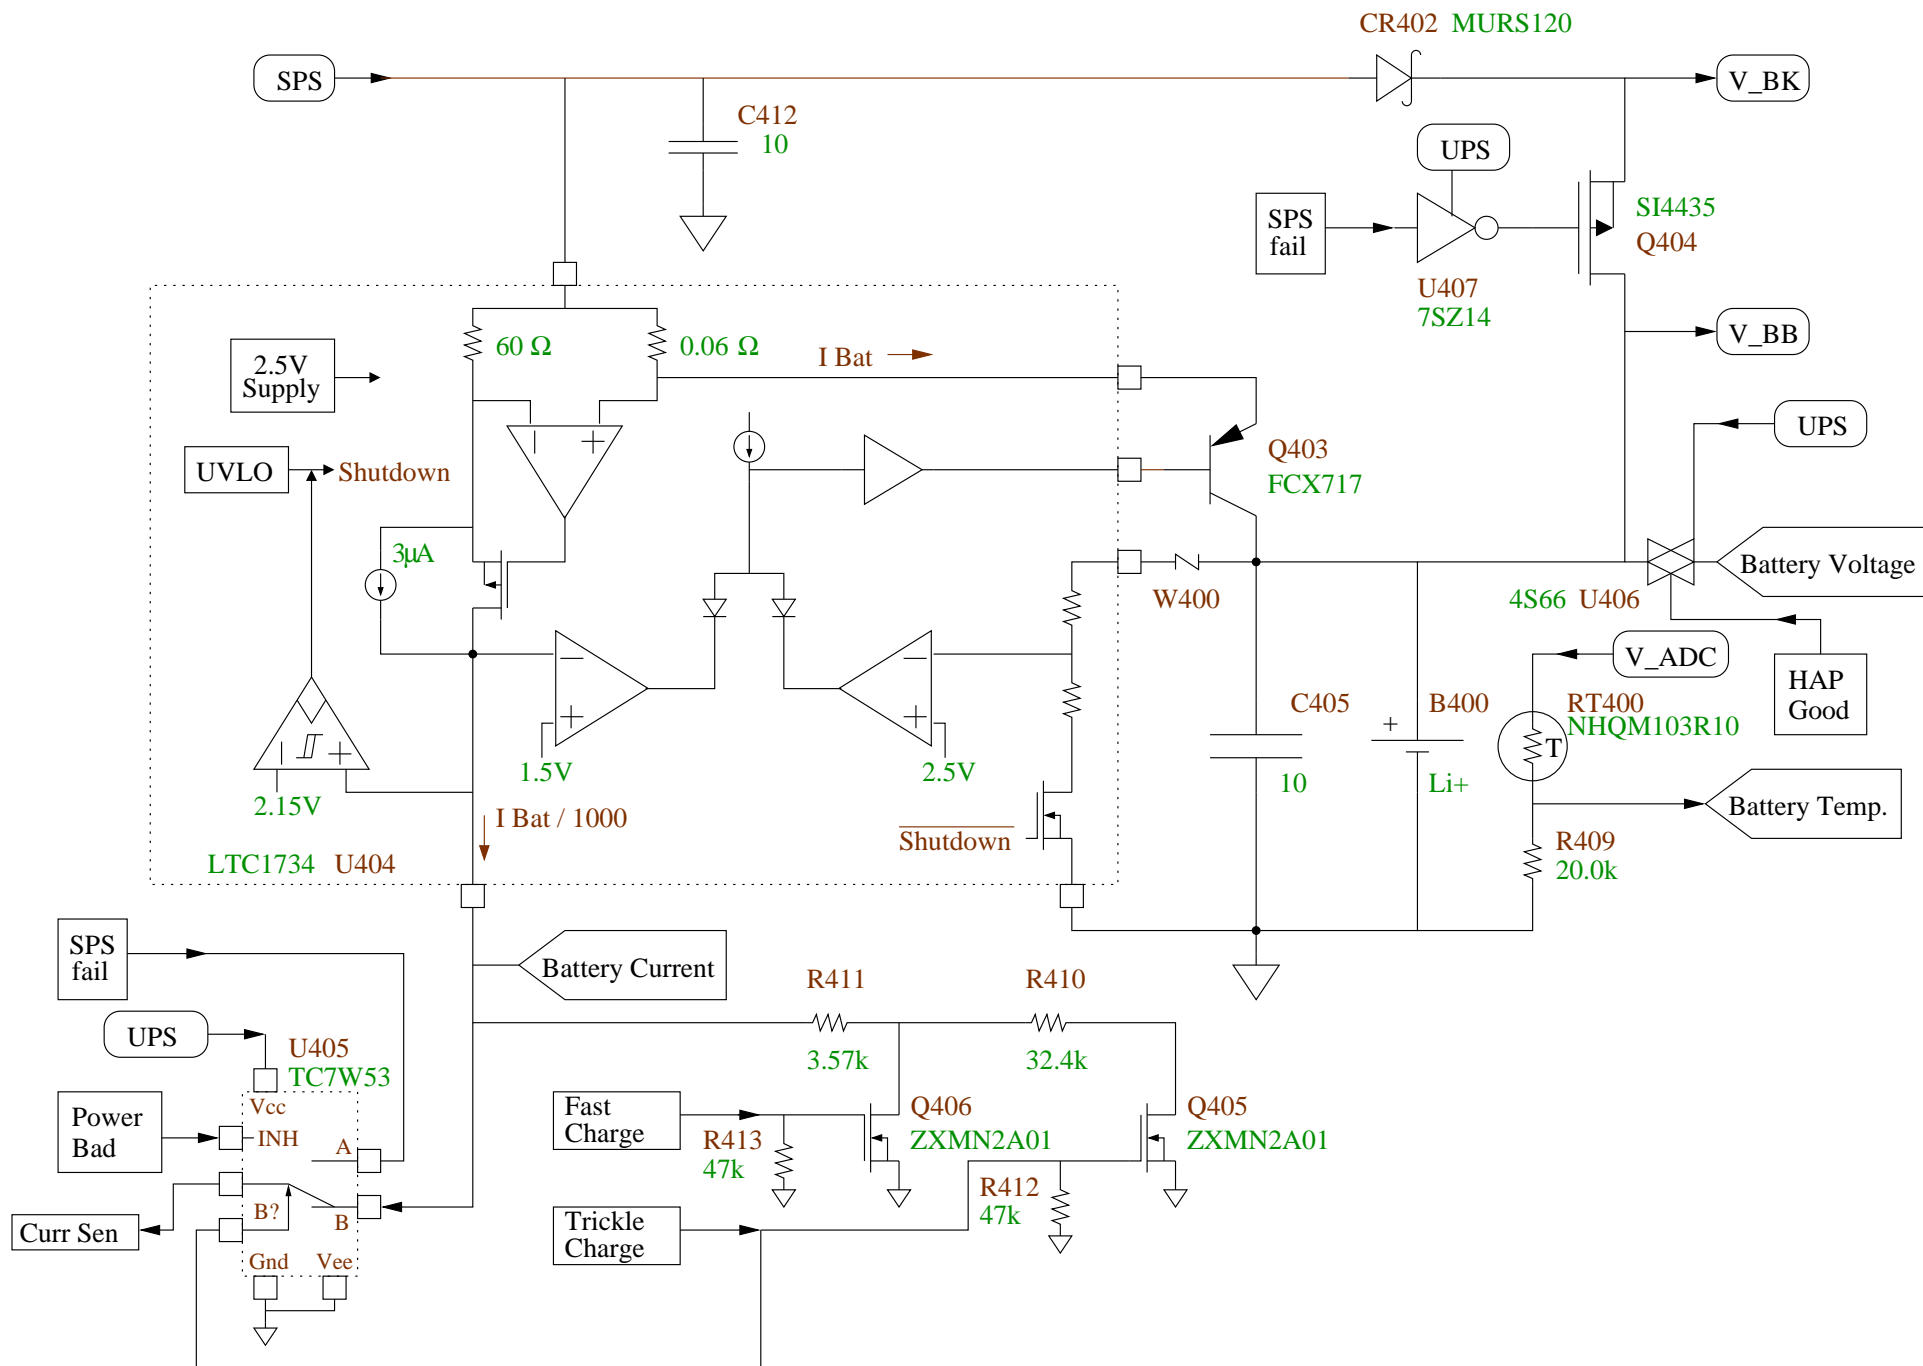 CR402 MURS120
SPS
V_BK
C412
10
UPS
SPS
fail
SI4435
Q404
U407
7SZ14
V_BB
60 Ω
0.06 Ω
I Bat
2.5V
Supply
UPS
UVLO
Shutdown
Q403
FCX717
3µA
Battery Voltage
W400
4S66 U406
V_ADC
HAP
Good
C405
B400
RT400
NHQM103R10
T
+
10
Li+
1.5V
2.5V
2.15V
I Bat / 1000
Shutdown
Battery Temp.
LTC1734 U404
R409
20.0k
SPS
fail
Battery Current
R411
R410
UPS
U405
TC7W53
3.57k
32.4k
Vcc
Power
Bad
INH
A
Fast
Charge
Q406
ZXMN2A01
Q405
ZXMN2A01
R413
47k
R412
47k
B?
B
Curr Sen
Trickle
Charge
Gnd
Vee